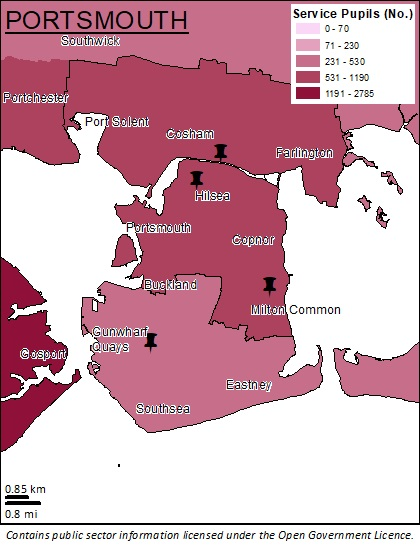 PORTSMOUTH
Service Pupils (No.)
0 - 70
71 - 230
231 - 530
531 - 1190
1191 - 2785
Southwick
Portchester
Port Solent
Cosham
Farlington
Hilsea
Portsmouth
Copnor
Buckland
Milton Common
Gunwharf
Quays
Gosport
Eastney
Southsea
0.85 km
0.8 mi
Contains public sector information licensed under the Open Government Licence.